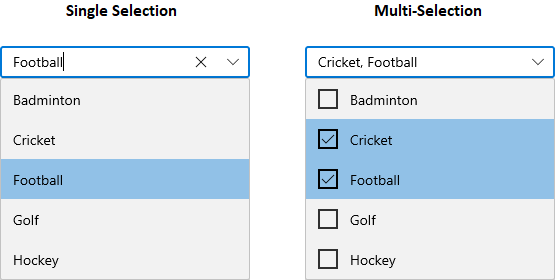 Single Selection
Football
Badminton
Cricket
Football
Golf
Hockey
Multi-Selection
Cricket, Football
Badminton
Cricket
Football
Golf
Hockey